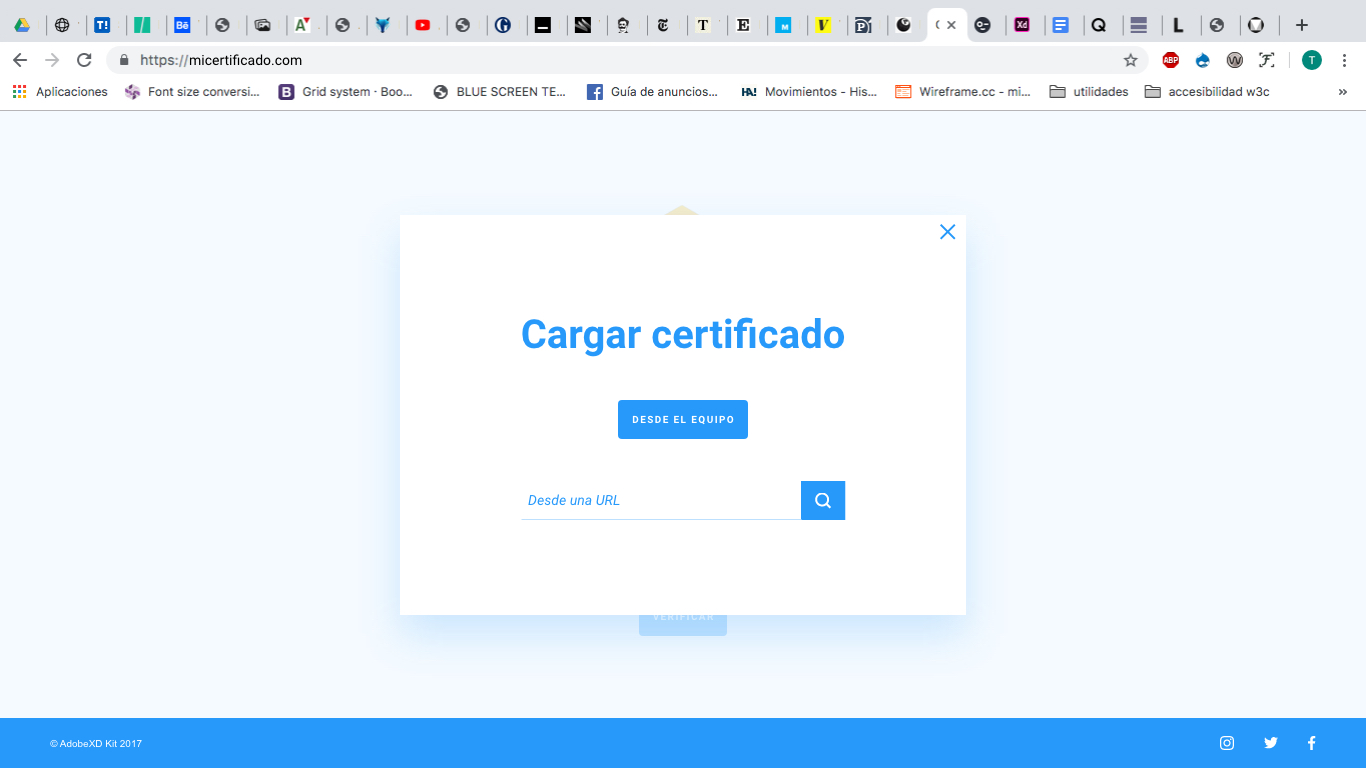 https://micertificado.com
T
Aplicaciones
Font size conversi...
Grid system · Boo...
BLUE SCREEN TE...
Guía de anuncios...
Movimientos - His...
Wireframe.cc - mi...
utilidades
accesibilidad w3c
»
Cargar certificado
DESDE EL EQUIPO
Desde una URL
VERIFICAR
© AdobeXD Kit 2017